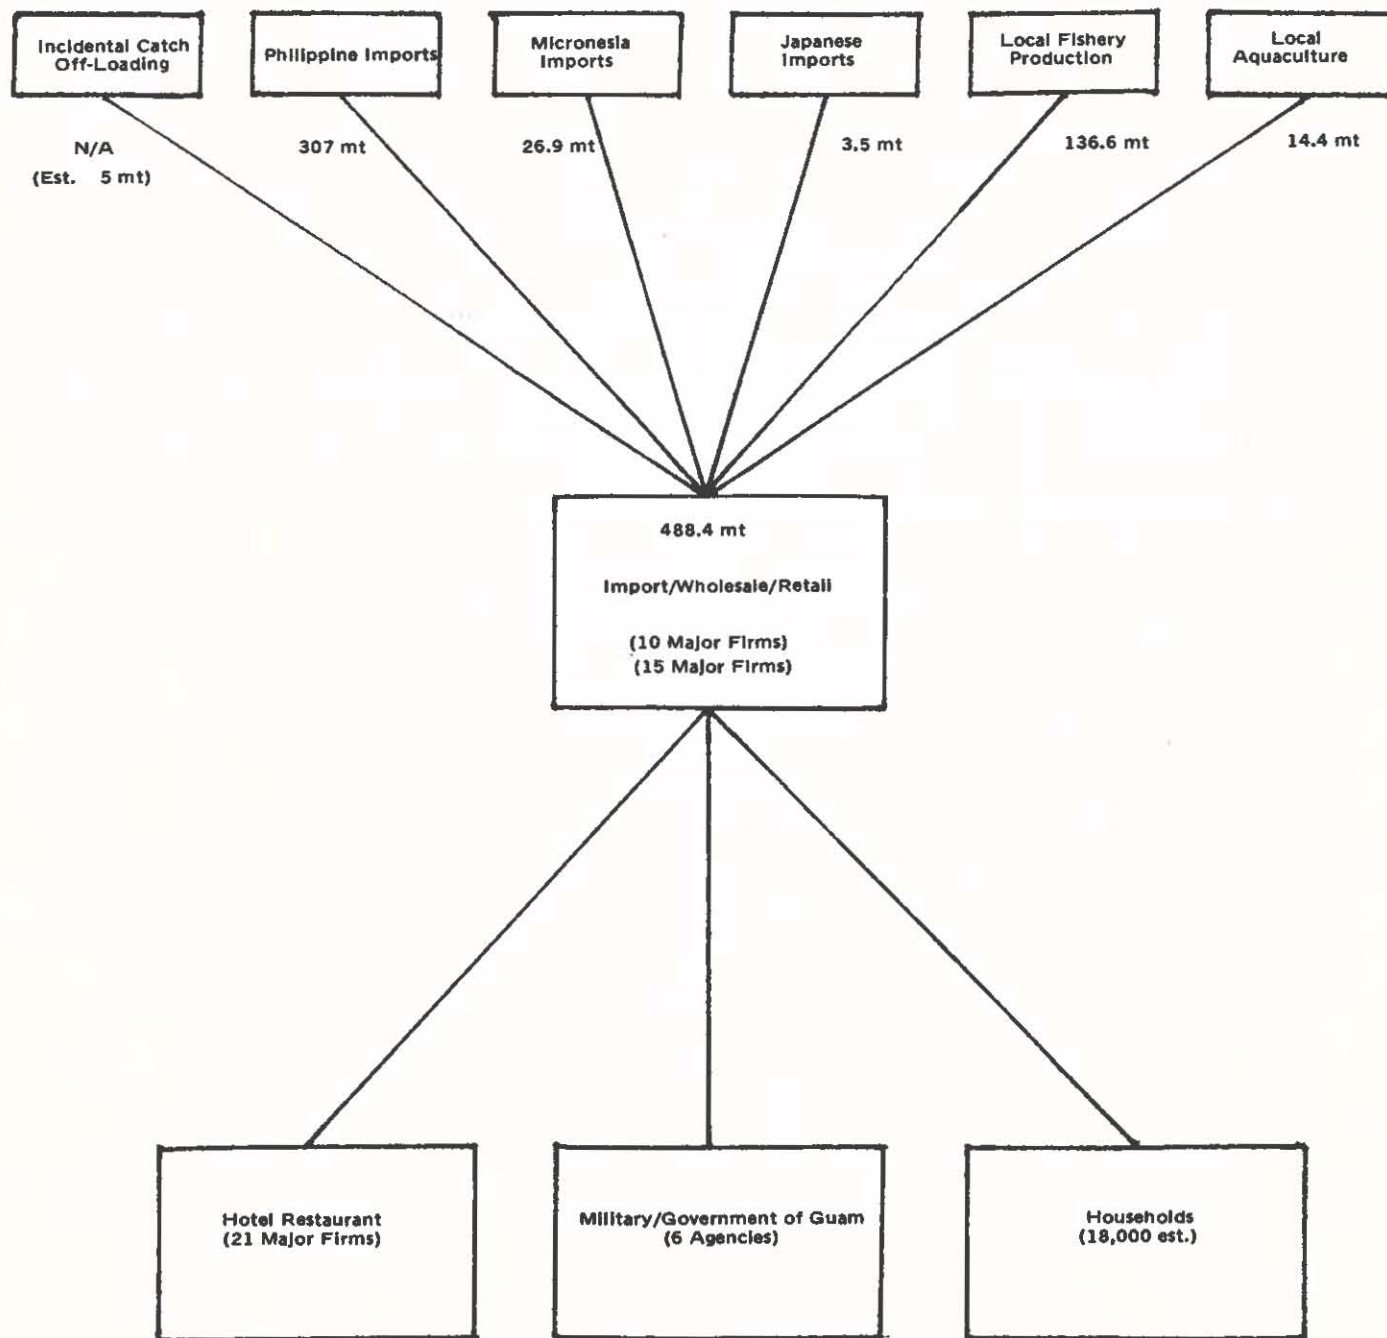 Incidental Catch
Off-Loading
Philippine Imports
Micronesia
Imports
Japanese
Imports
Local Fishery
Production
Local
Aquaculture
N/A
(Est. 5 mt)
307 mt
26.9 mt
3.5 mt
136.6 mt
14.4 mt
488.4 mt
Import/Wholesale/Retail
(10 Major Firms)
(15 Major Firms)
Hotel Restaurant
(21 Major Firms)
Military/Government of Guam
(6 Agencies)
Households
(18,000 est.)